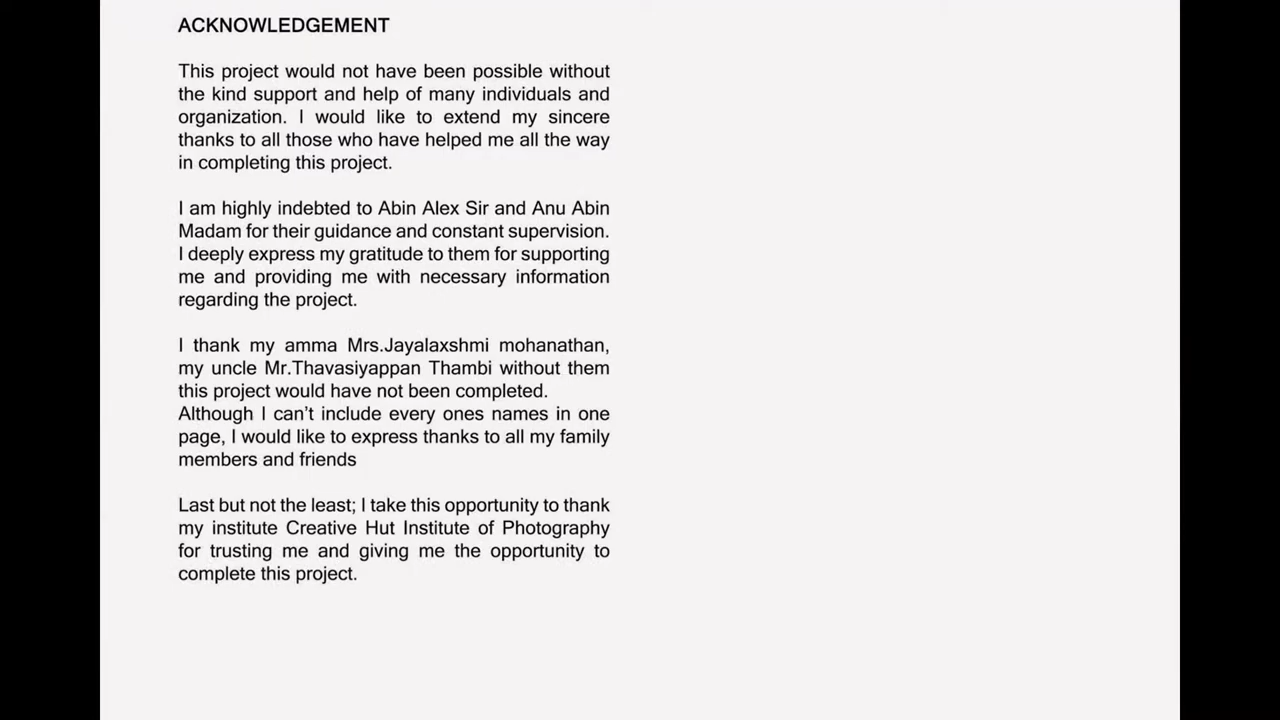 ACKNOWLEDGEMENT
This project would not have been possible without
the kind support and help of many individuals and
organization. I would like to extend my sincere
thanks to all those who have helped me all the way
in completing this project.
I am highly indebted to Abin Alex Sir and Anu Abin
Madam for their guidance and constant supervision.
I deeply express my gratitude to them for supporting
me and providing me with necessary information
regarding the project.
I thank my amma Mrs.Jayalaxshmi mohanathan,
my uncle Mr.Thavasiyappan Thambi without them
this project would have not been completed.
Although I can’t include every ones names in one
page, I would like to express thanks to all my family
members and friends
Last but not the least; I take this opportunity to thank
my institute Creative Hut Institute of Photography
for trusting me and giving me the opportunity to
complete this project.